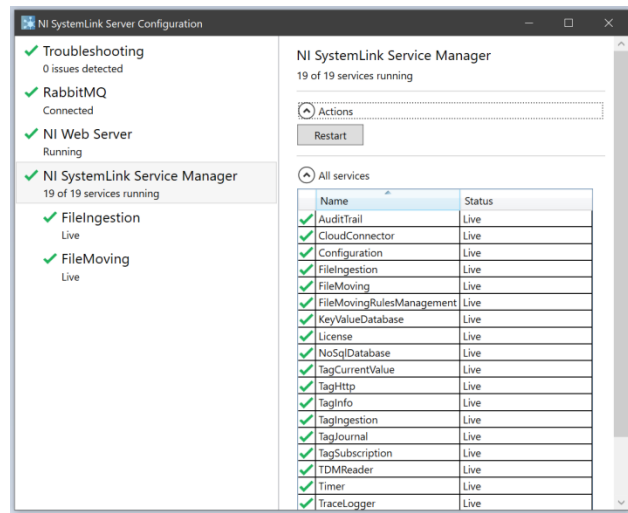 NI SystemLink Server Configuration
Troubleshooting
0 issues detected
RabbitMQ
Connected
NI Web Server
Running
NI SystemLink Service Manager
19 of 19 services running
FileIngestion
Live
FileMoving
Live
NI SystemLink Service Manager
19 of 19 services running
Actions
Restart
All services
Name Status
AuditTrail Live
CloudConnector Live
Configuration Live
FileIngestion Live
FileMoving Live
FileMovingRulesManagement Live
KeyValueDatabase Live
License Live
NoSqlDatabase Live
TagCurrentValue Live
TagHttp Live
TagInfo Live
TagIngestion Live
TagJournal Live
TagSubscription Live
TDMReader Live
Timer Live
TraceLogger Live